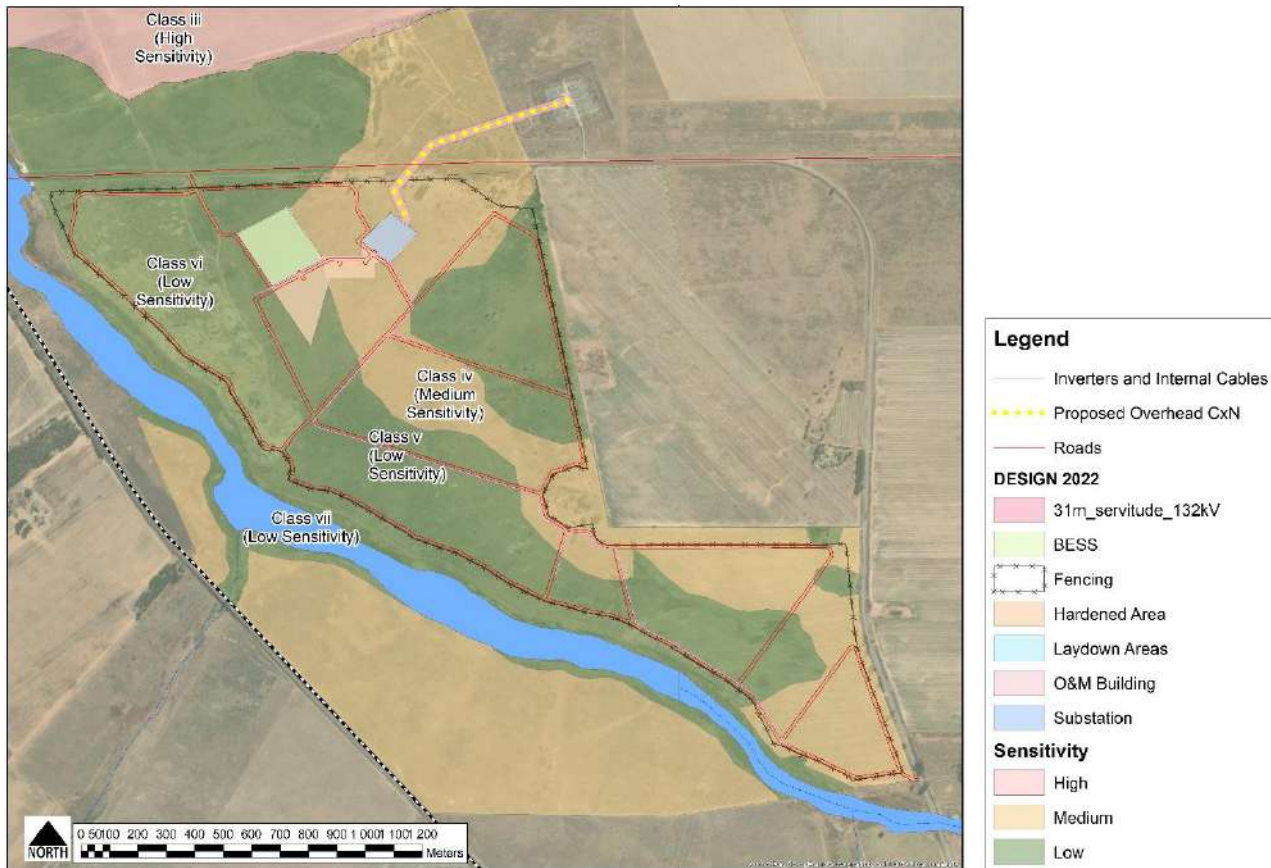 Class iii
(High
Sensitivity)
Class vi
(Low
Sensitivity)
Class iv
(Medium
Sensitivity)
Class v
(Low
Sensitivity)
Class vii
(Low Sensitivity)
NORTH
0 50100 200 300 400 500 600 700 800 900 1 0001 1001 200
Meters
Legend
Inverters and Internal Cables
Proposed Overhead CxN
Roads
DESIGN 2022
31m_servitude_132kV
BESS
Fencing
Hardened Area
Laydown Areas
O&M Building
Substation
Sensitivity
High
Medium
Low